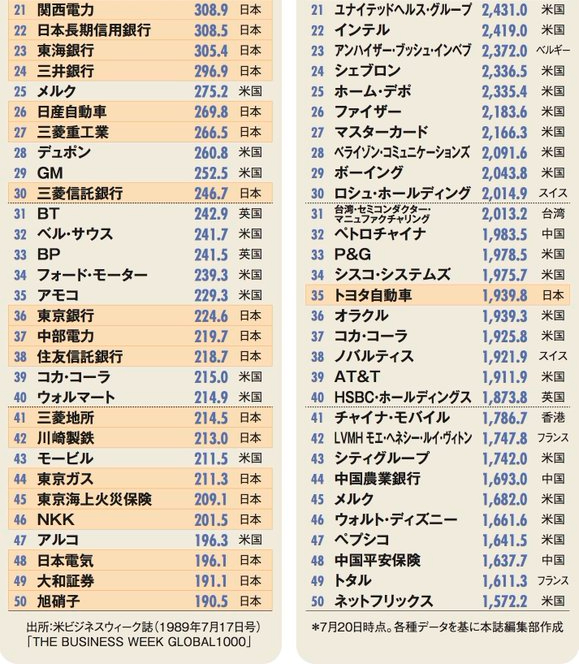 21 関西電力 308.9 日本
22 日本長期信用銀行 308.5 日本
23 東海銀行 305.4 日本
24 三井銀行 296.9 日本
25 メルク 275.2 米国
26 日産自動車 269.8 日本
27 三菱重工業 266.5 日本
28 デュポン 260.8 米国
29 GM 252.5 米国
30 三菱信託銀行 246.7 日本
31 BT 242.9 英国
32 ベル・サウス 241.7 米国
33 BP 241.5 英国
34 フォード・モーター 239.3 米国
35 アモコ 229.3 米国
36 東京銀行 224.6 日本
37 中部電力 219.7 日本
38 住友信託銀行 218.7 日本
39 コカ・コーラ 215.0 米国
40 ウォルマート 214.9 米国
41 三菱地所 214.5 日本
42 川崎製鉄 213.0 日本
43 モービル 211.5 米国
44 東京ガス 211.3 日本
45 東京海上火災保険 209.1 日本
46 NKK 201.5 日本
47 アルコ 196.3 米国
48 日本電気 196.1 日本
49 大和証券 191.1 日本
50 旭硝子 190.5 日本
出所：米ビジネスウィーク誌（1989年7月17日号）
「THE BUSINESS WEEK GLOBAL1000」
21 ユナイテッドヘルス・グループ 2,431.0 米国
22 インテル 2,419.0 米国
23 アンハイザー・ブッシュ・インベブ 2,372.0 ベルギー
24 シェブロン 2,336.5 米国
25 ホーム・デポ 2,335.4 米国
26 ファイザー 2,183.6 米国
27 マスターカード 2,166.3 米国
28 ベライゾン・コミュニケーションズ 2,091.6 米国
29 ボーイング 2,043.8 米国
30 ロシュ・ホールディング 2,014.9 スイス
31 台湾・セミコンダクター・
マニュファクチャリング 2,013.2 台湾
32 ペトロチャイナ 1,983.5 中国
33 P&G 1,978.5 米国
34 シスコ・システムズ 1,975.7 米国
35 トヨタ自動車 1,939.8 日本
36 オラクル 1,939.3 米国
37 コカ・コーラ 1,925.8 米国
38 ノバルティス 1,921.9 スイス
39 AT&T 1,911.9 米国
40 HSBC・ホールディングス 1,873.8 英国
41 チャイナ・モバイル 1,786.7 香港
42 LVMH モエ・ヘネシー・ルイ・ヴィトン 1,747.8 フランス
43 シティグループ 1,742.0 米国
44 中国農業銀行 1,693.0 中国
45 メルク 1,682.0 米国
46 ウォルト・ディズニー 1,661.6 米国
47 ペプシコ 1,641.5 米国
48 中国平安保険 1,637.7 中国
49 トタル 1,611.3 フランス
50 ネットフリックス 1,572.2 米国
＊7月20日時点。各種データを基に本誌編集部作成